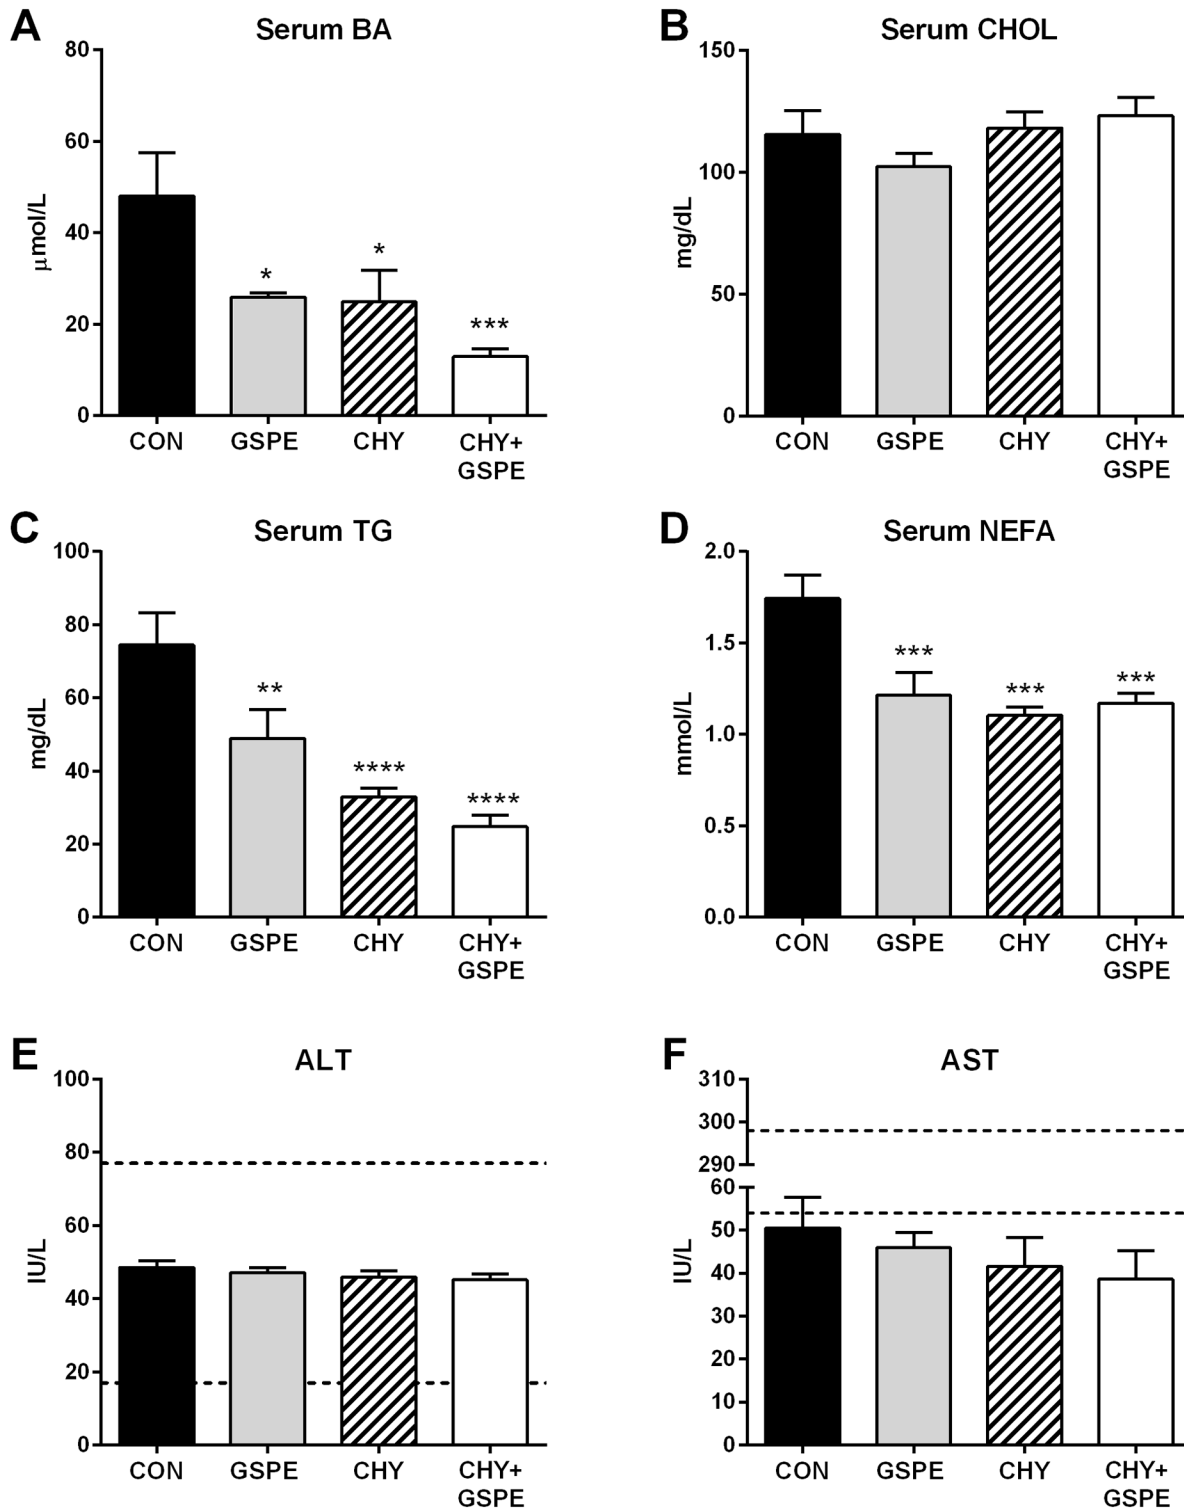 A
Serum BA
80
60
40
20
0
μmol/L
*
*
***
CON
GSPE
CHY
CHY+
GSPE
B
Serum CHOL
150
100
50
0
mg/dL
CON
GSPE
CHY
CHY+
GSPE
C
Serum TG
100
80
60
40
20
0
mg/dL
**
****
****
CON
GSPE
CHY
CHY+
GSPE
D
Serum NEFA
2.0
1.5
1.0
0.5
0.0
mmol/L
***
***
***
CON
GSPE
CHY
CHY+
GSPE
E
ALT
100
80
60
40
20
0
IU/L
CON
GSPE
CHY
CHY+
GSPE
F
AST
310
300
290
60
50
40
30
20
10
0
IU/L
CON
GSPE
CHY
CHY+
GSPE